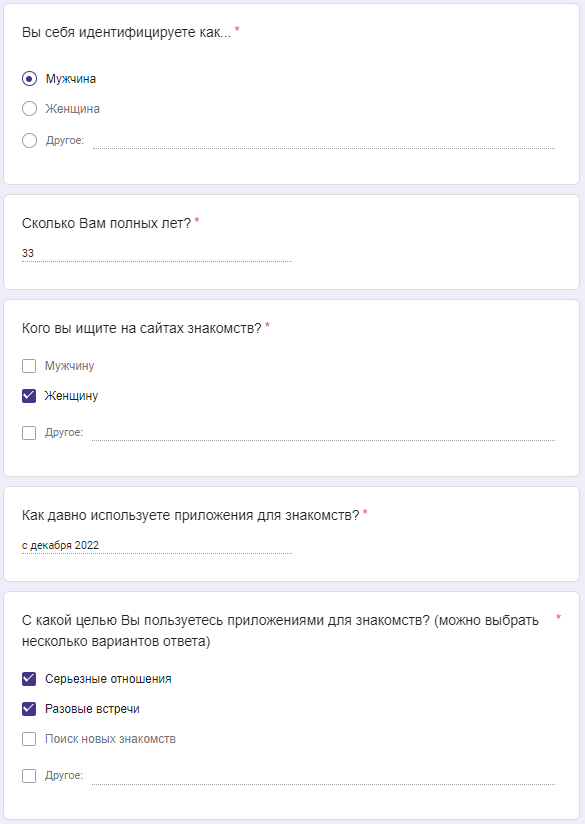 Вы себя идентифицируете как... *
Мужчина
Женщина
Другое:
Сколько Вам полных лет? *
33
Кого вы ищите на сайтах знакомств? *
Мужчину
Женщину
Другое:
Как давно используете приложения для знакомств? *
с декабря 2022
С какой целью Вы пользуетесь приложениями для знакомств? (можно выбрать *
несколько вариантов ответа)
Серьезные отношения
Разовые встречи
Поиск новых знакомств
Другое: